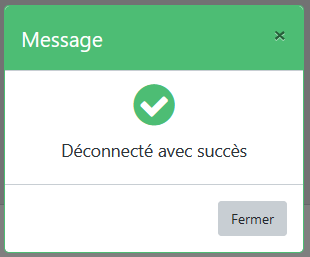 Message
×
Déconnecté avec succès
Fermer